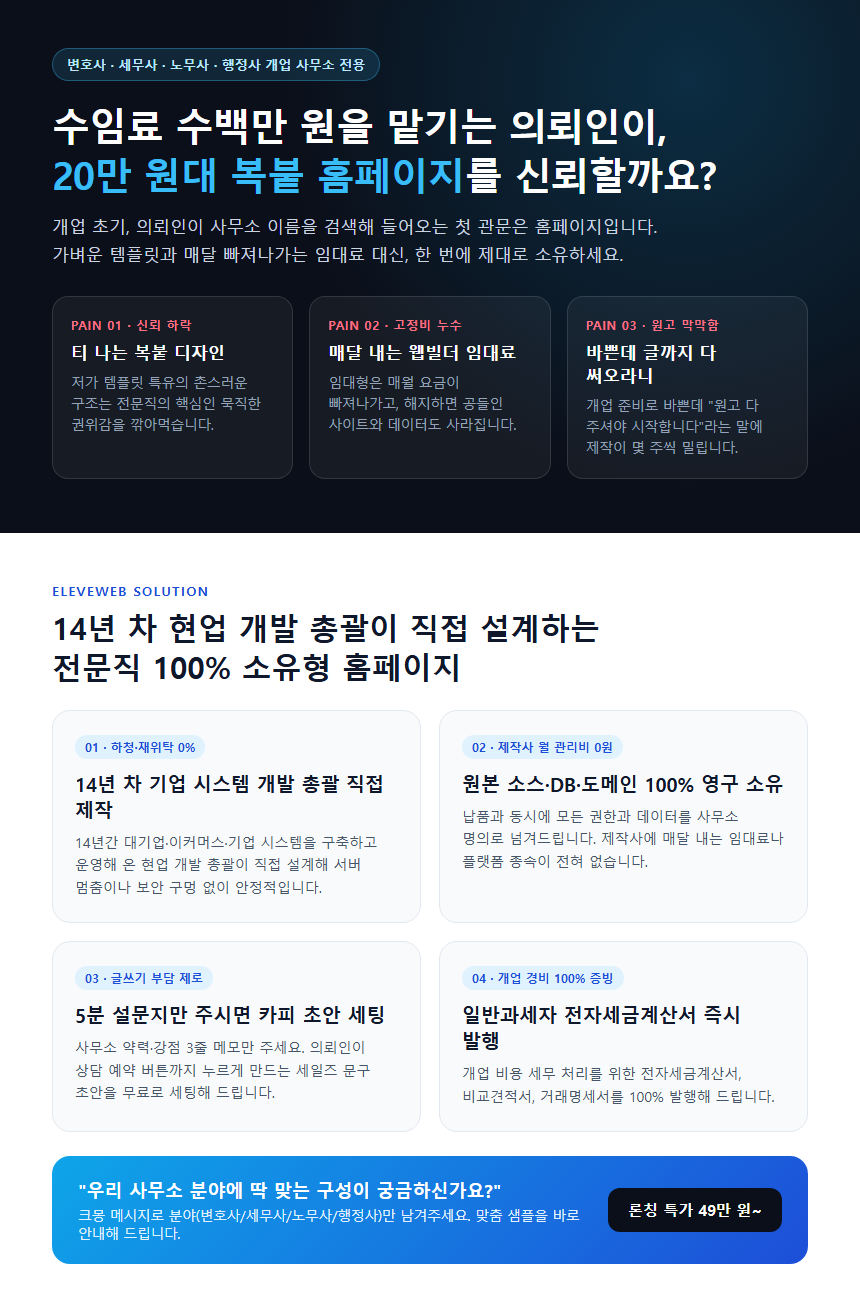 변호사 · 세무사 · 노무사 · 행정사 개업 사무소 전용
수임료 수백만 원을 맡기는 의뢰인이,
20만 원대 복붙 홈페이지를 신뢰할까요?
개업 초기, 의뢰인이 사무소 이름을 검색해 들어오는 첫 관문은 홈페이지입니다.
가벼운 템플릿과 매달 빠져나가는 임대료 대신, 한 번에 제대로 소유하세요.
PAIN 01 · 신뢰 하락
티 나는 복붙 디자인
저가 템플릿 특유의 촌스러운
구조는 전문직의 핵심인 묵직한
권위감을 깎아먹습니다.
PAIN 02 · 고정비 누수
매달 내는 웹빌더 임대료
임대형은 매월 요금이
빠져나가고, 해지하면 공들인
사이트와 데이터도 사라집니다.
PAIN 03 · 원고 막막함
바쁜데 글까지 다
써오라니
개업 준비로 바쁜데 "원고 다
주셔야 시작합니다"라는 말에
제작이 몇 주씩 밀립니다.
ELEVEWEB SOLUTION
14년 차 현업 개발 총괄이 직접 설계하는
전문직 100% 소유형 홈페이지
01 · 하청·재위탁 0%
14년 차 기업 시스템 개발 총괄 직접
제작
14년간 대기업·이커머스·기업 시스템을 구축하고
운영해 온 현업 개발 총괄이 직접 설계해 서버
멈춤이나 보안 구멍 없이 안정적입니다.
02 · 제작사 월 관리비 0원
원본 소스·DB·도메인 100% 영구 소유
납품과 동시에 모든 권한과 데이터를 사무소
명의로 넘겨드립니다. 제작사에 매달 내는 임대료나
플랫폼 종속이 전혀 없습니다.
03 · 글쓰기 부담 제로
5분 설문지만 주시면 카피 초안 세팅
사무소 약력·강점 3줄 메모만 주세요. 의뢰인이
상담 예약 버튼까지 누르게 만드는 세일즈 문구
초안을 무료로 세팅해 드립니다.
04 · 개업 경비 100% 증빙
일반과세자 전자세금계산서 즉시
발행
개업 비용 세무 처리를 위한 전자세금계산서,
비교견적서, 거래명세서를 100% 발행해 드립니다.
"우리 사무소 분야에 딱 맞는 구성이 궁금하신가요?"
크몽 메시지로 분야(변호사/세무사/노무사/행정사)만 남겨주세요. 맞춤 샘플을 바로
안내해 드립니다.
론칭 특가 49만 원~